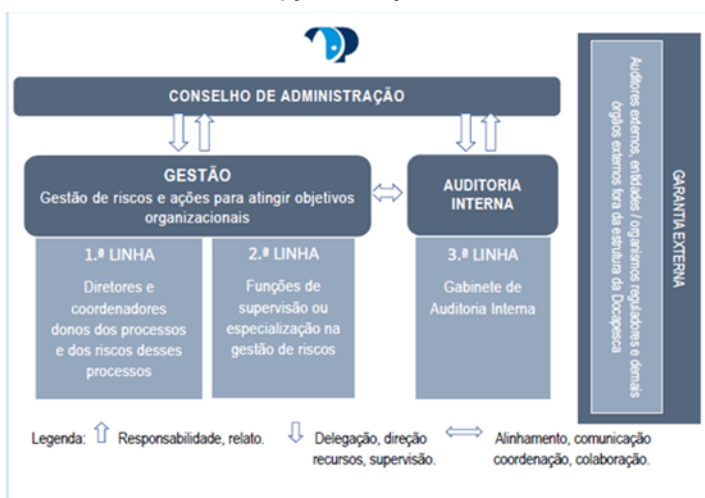 CONSELHO DE ADMINISTRAÇÃO
GESTÃO
Gestão de riscos e ações para atingir objetivos
organizacionais
AUDITORIA
INTERNA
1.ª LINHA
Diretores e
coordenadores
donos dos processos
e dos riscos desses
processos
2.ª LINHA
Funções de
supervisão ou
especialização na
gestão de riscos
3.ª LINHA
Gabinete de
Auditoria Interna
GARANTIA EXTERNA
Auditores externos, entidades / organismos reguladores e demais
órgãos externos fora da estrutura da Docapesca
Legenda: Responsabilidade, relato.
Delegação, direção
recursos, supervisão.
Alinhamento, comunicação
coordenação, colaboração.